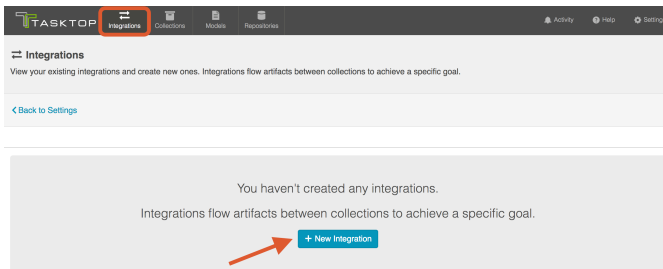 TASKTOP
Integrations
Collections
Models
Repositories
Activity
Help
Setting
Integrations
View your existing integrations and create new ones. Integrations flow artifacts between collections to achieve a specific goal.
Back to Settings
You haven't created any integrations.
Integrations flow artifacts between collections to achieve a specific goal.
+ New Integration